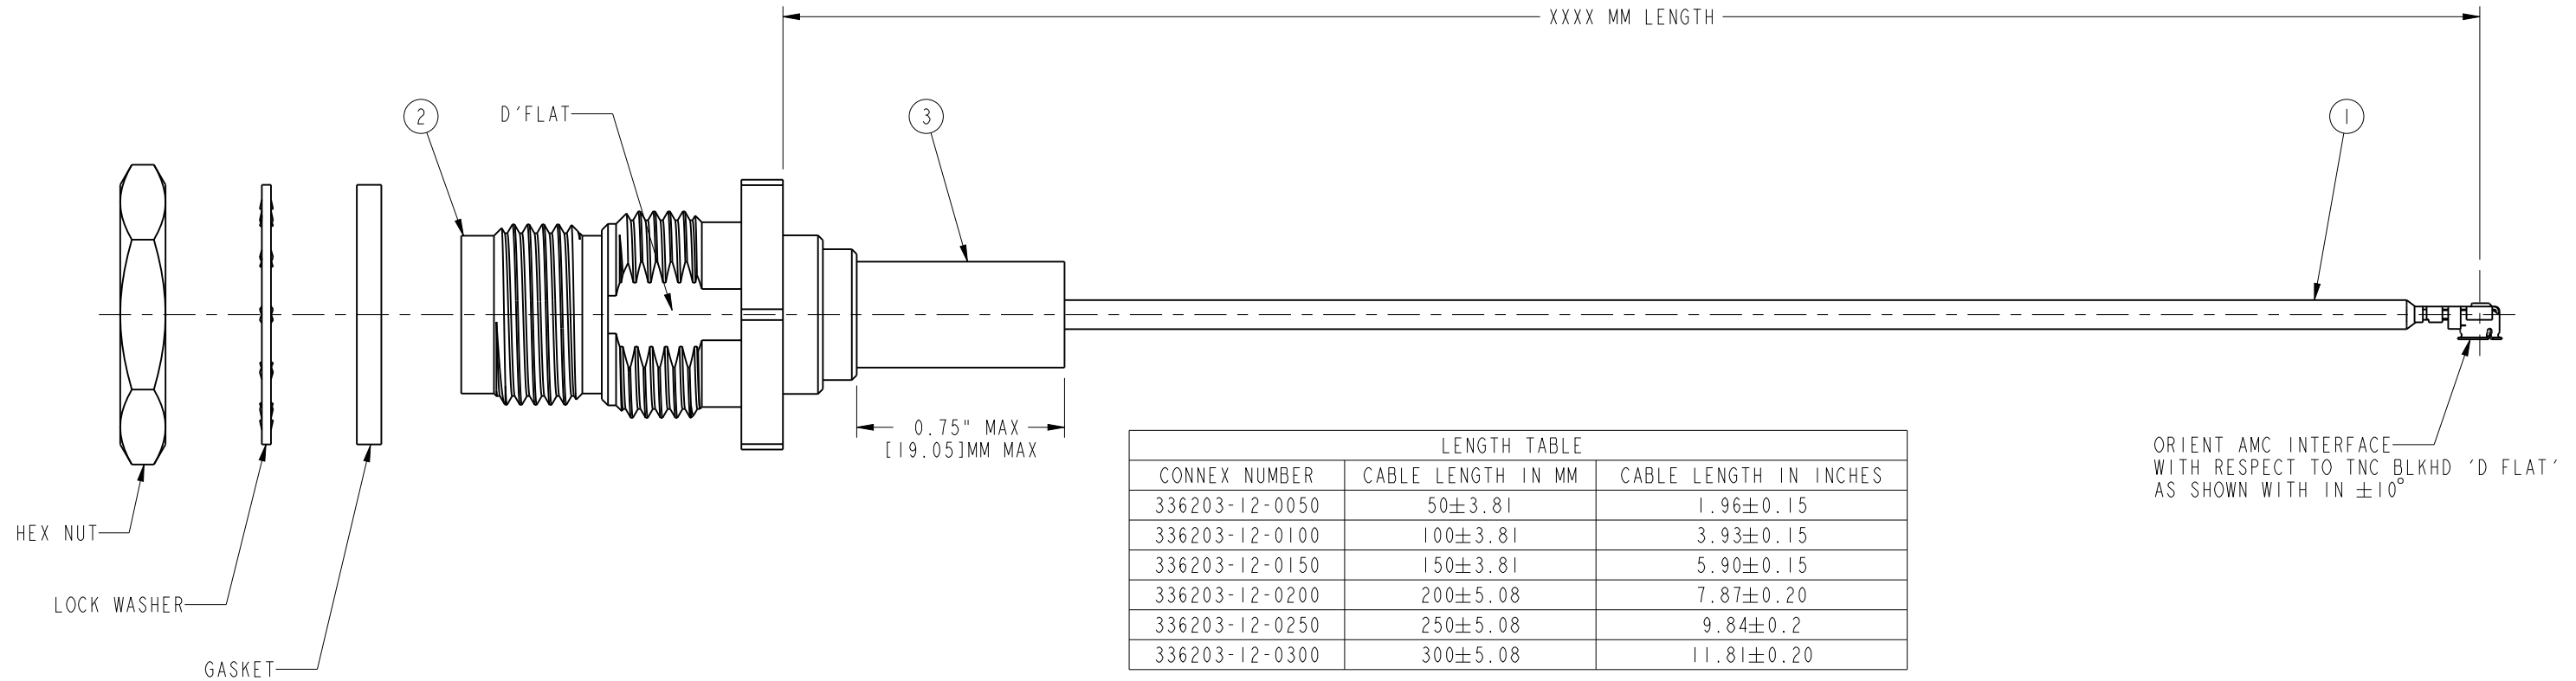 XXXX MM LENGTH
2
D'FLAT
3
1
0.75" MAX
[19.05]MM MAX
HEX NUT
LOCK WASHER
GASKET
LENGTH TABLE
CONNEX NUMBER CABLE LENGTH IN MM CABLE LENGTH IN INCHES
336203-12-0050 50±3.81 1.96±0.15
336203-12-0100 100±3.81 3.93±0.15
336203-12-0150 150±3.81 5.90±0.15
336203-12-0200 200±5.08 7.87±0.20
336203-12-0250 250±5.08 9.84±0.2
336203-12-0300 300±5.08 11.81±0.20
ORIENT AMC INTERFACE
WITH RESPECT TO TNC BLKHD 'D FLAT'
AS SHOWN WITH IN ±10°